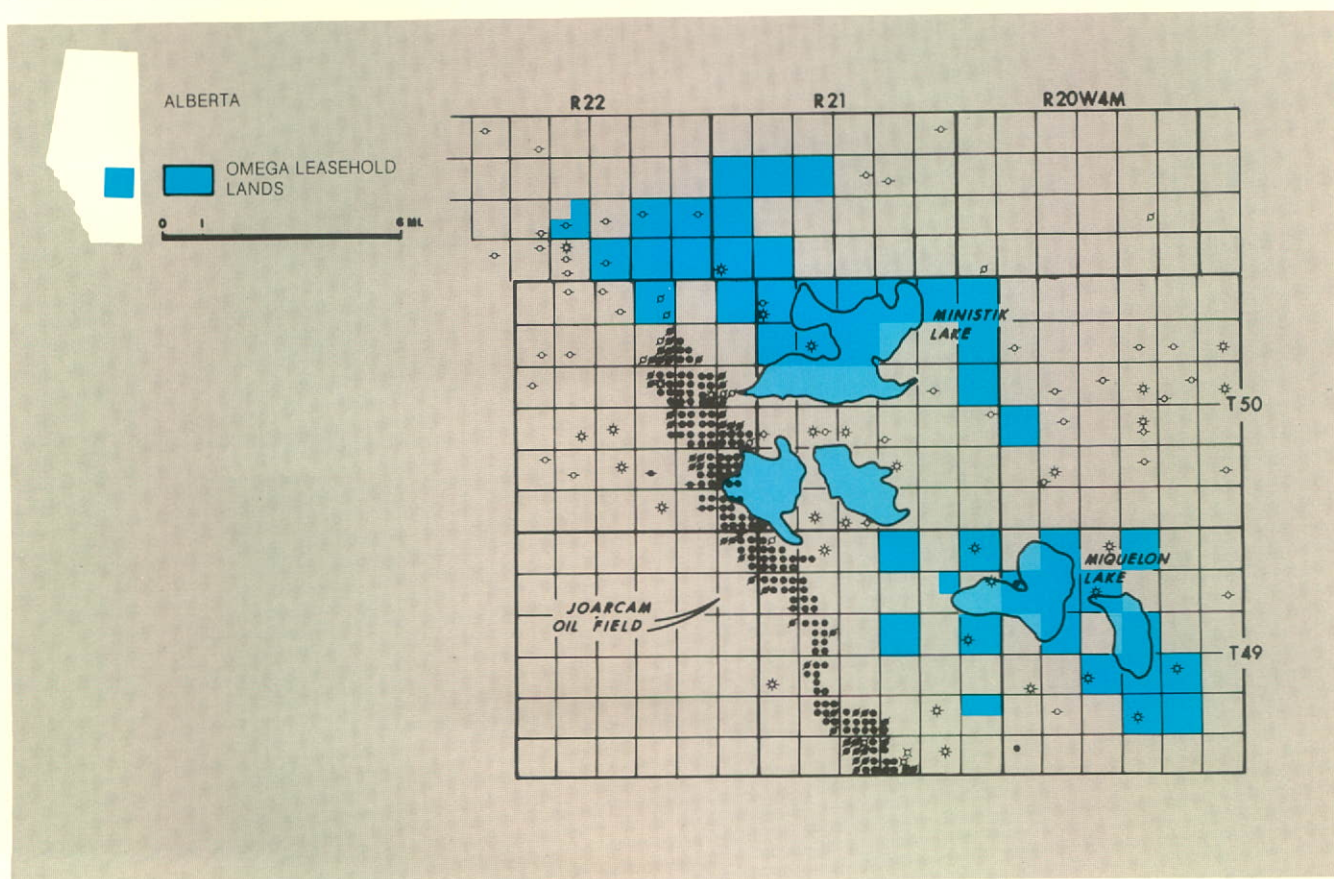 ALBERTA
OMEGA LEASEHOLD
LANDS
0 1 6 MI.
R22 R21 R20W4M
MINISTIK
LAKE
T50
MIQUELON
LAKE
JOARCAM
OIL FIELD
T49